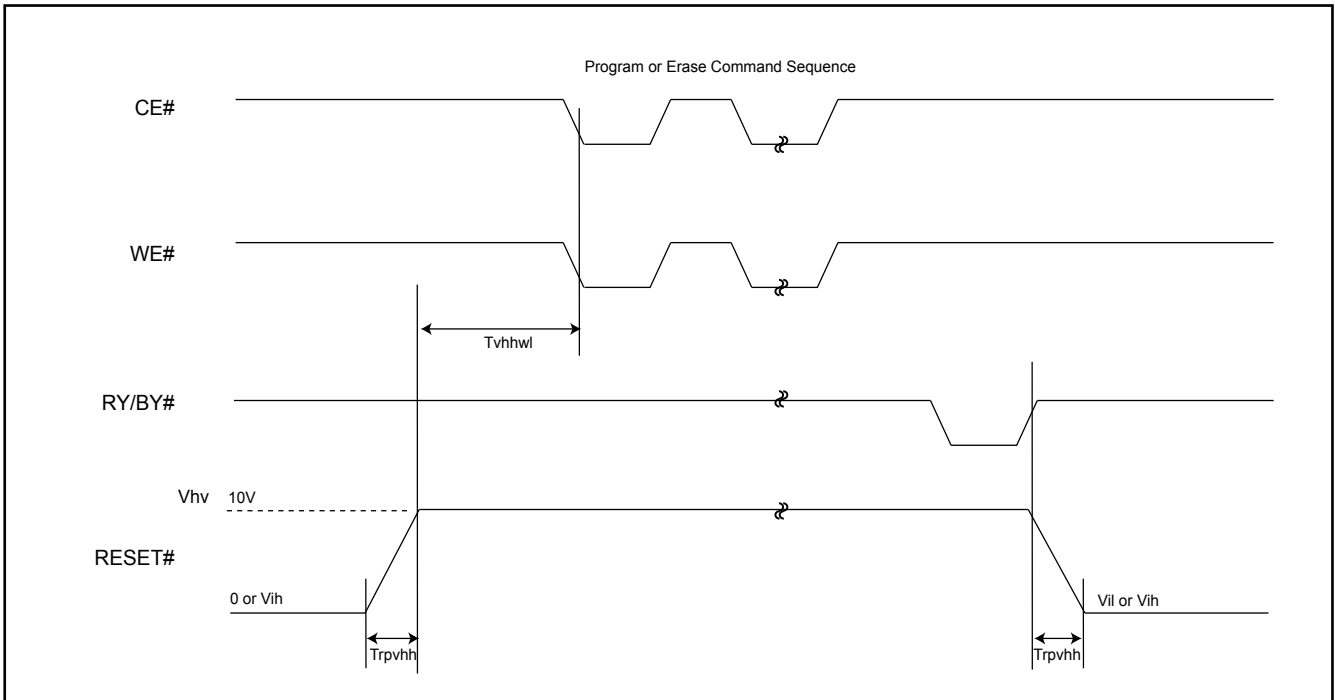 Program or Erase Command Sequence
CE#
WE#
Tvhhwl
RY/BY#
Vhv 10V
RESET#
0 or Vih
Vil or Vih
Trpvhh
Trpvhh